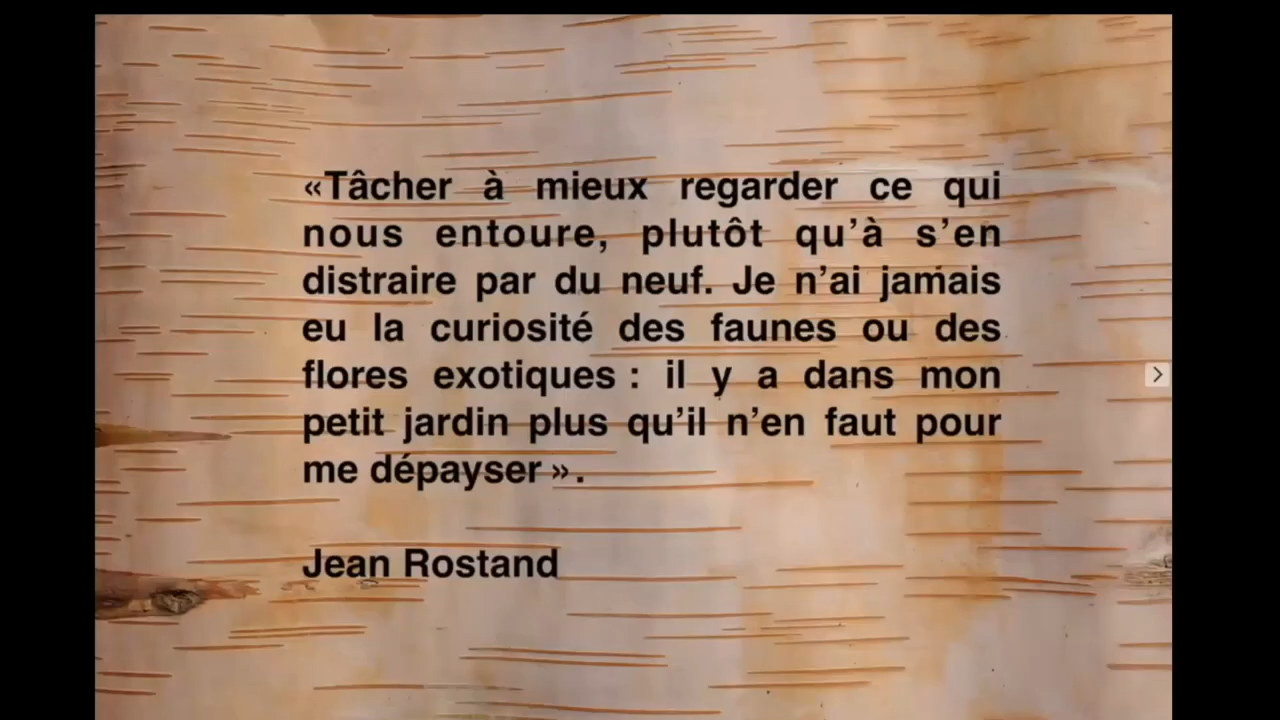 «Tâcher à mieux regarder ce qui
nous entoure, plutôt qu’à s’en
distraire par du neuf. Je n’ai jamais
eu la curiosité des faunes ou des
flores exotiques : il y a dans mon
petit jardin plus qu’il n’en faut pour
me dépayser ».
Jean Rostand